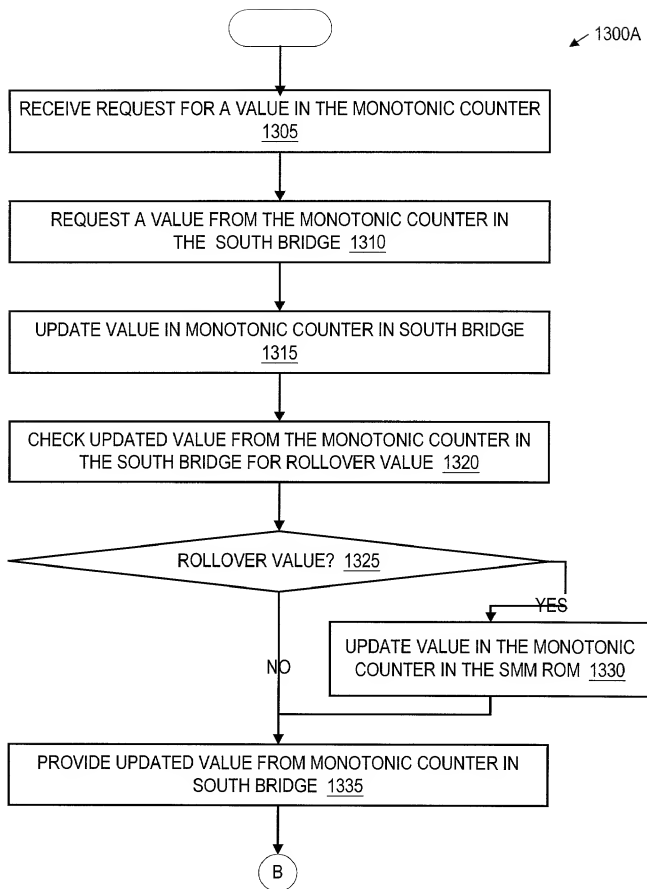 1300A
RECEIVE REQUEST FOR A VALUE IN THE MONOTONIC COUNTER
1305
REQUEST A VALUE FROM THE MONOTONIC COUNTER IN
THE SOUTH BRIDGE 1310
UPDATE VALUE IN MONOTONIC COUNTER IN SOUTH BRIDGE
1315
CHECK UPDATED VALUE FROM THE MONOTONIC COUNTER IN
THE SOUTH BRIDGE FOR ROLLOVER VALUE 1320
ROLLOVER VALUE? 1325
YES
UPDATE VALUE IN THE MONOTONIC
COUNTER IN THE SMM ROM 1330
NO
PROVIDE UPDATED VALUE FROM MONOTONIC COUNTER IN
SOUTH BRIDGE 1335
B